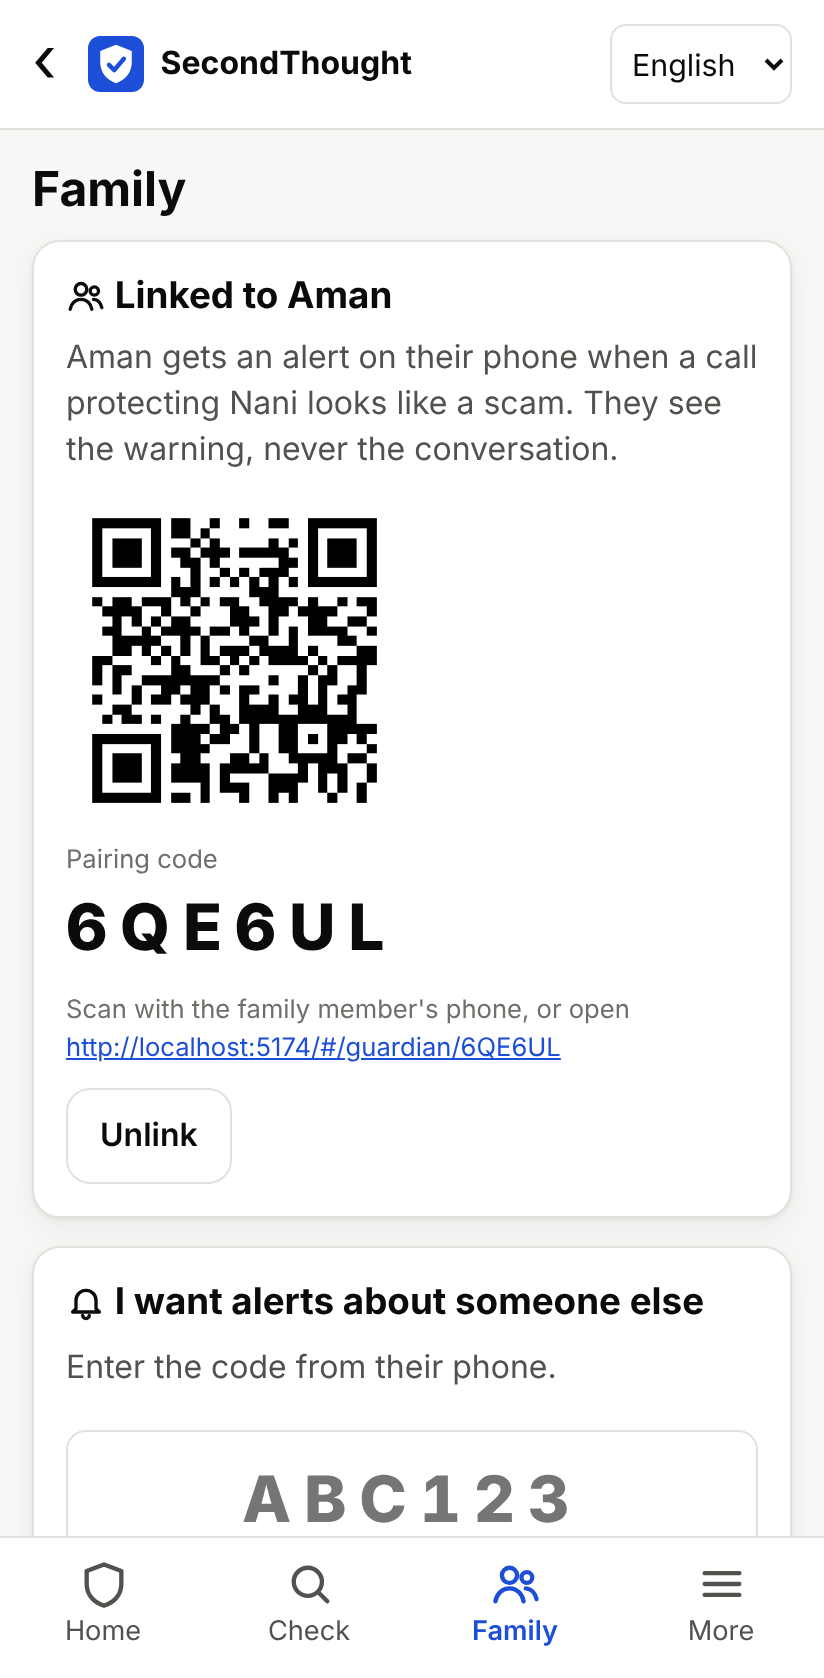 SecondThought
English
Family
Linked to Aman
Aman gets an alert on their phone when a call
protecting Nani looks like a scam. They see
the warning, never the conversation.
Pairing code
6QE6UL
Scan with the family member's phone, or open
http://localhost:5174/#/guardian/6QE6UL
Unlink
I want alerts about someone else
Enter the code from their phone.
ABC123
Home
Check
Family
More